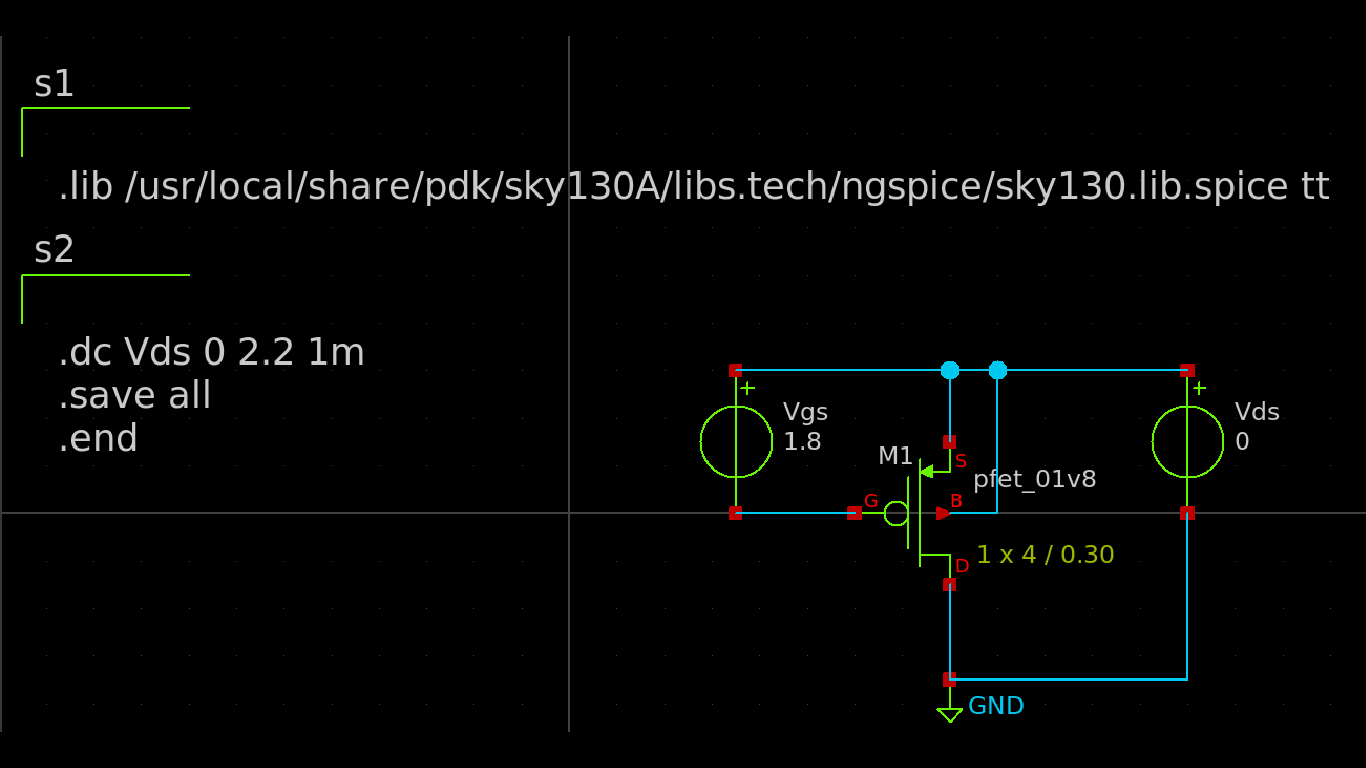 s1
.lib /usr/local/share/pdk/sky130A/libs.tech/ngspice/sky130.lib.spice tt
s2
.dc Vds 0 2.2 1m
.save all
.end
+
Vgs
1.8
+
Vds
0
M1
S
pfet_01v8
G
B
D
1 x 4 / 0.30
GND